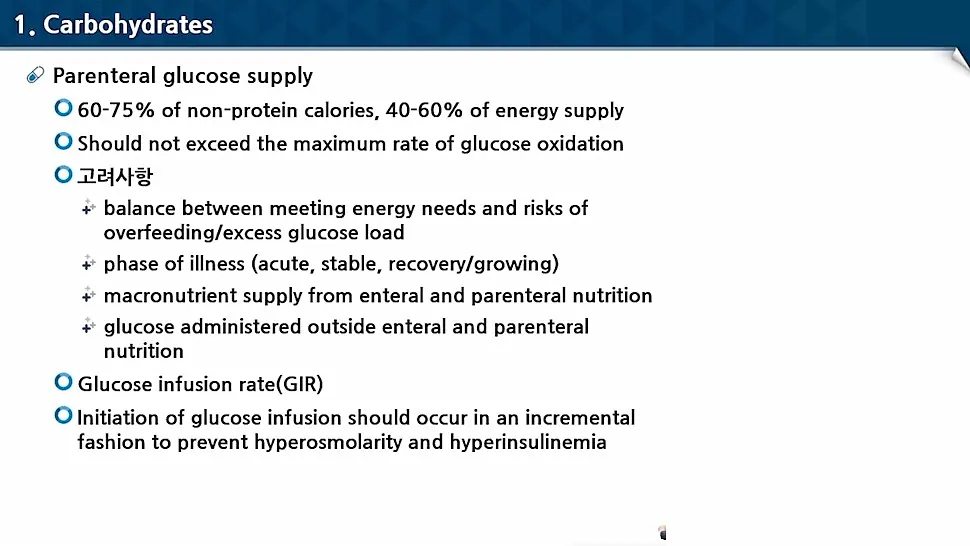 1. Carbohydrates
Parenteral glucose supply
60-75% of non-protein calories, 40-60% of energy supply
Should not exceed the maximum rate of glucose oxidation
고려사항
balance between meeting energy needs and risks of
overfeeding/excess glucose load
phase of illness (acute, stable, recovery/growing)
macronutrient supply from enteral and parenteral nutrition
glucose administered outside enteral and parenteral
nutrition
Glucose infusion rate(GIR)
Initiation of glucose infusion should occur in an incremental
fashion to prevent hyperosmolarity and hyperinsulinemia